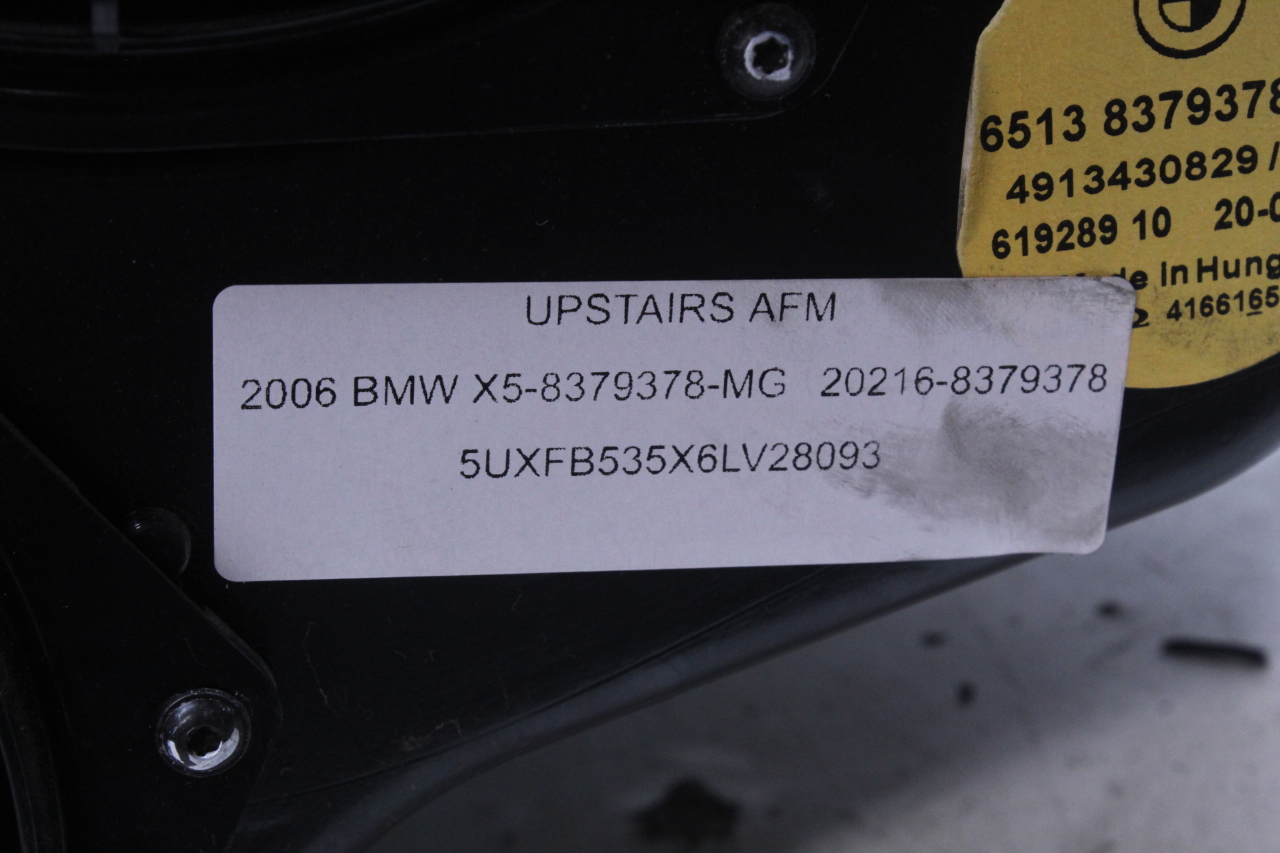 6513 8379378
4913430829 /
619289 10 20-0
in Hung
4166165
UPSTAIRS AFM
2006 BMW X5-8379378-MG 20216-8379378
5UXFB535X6LV28093